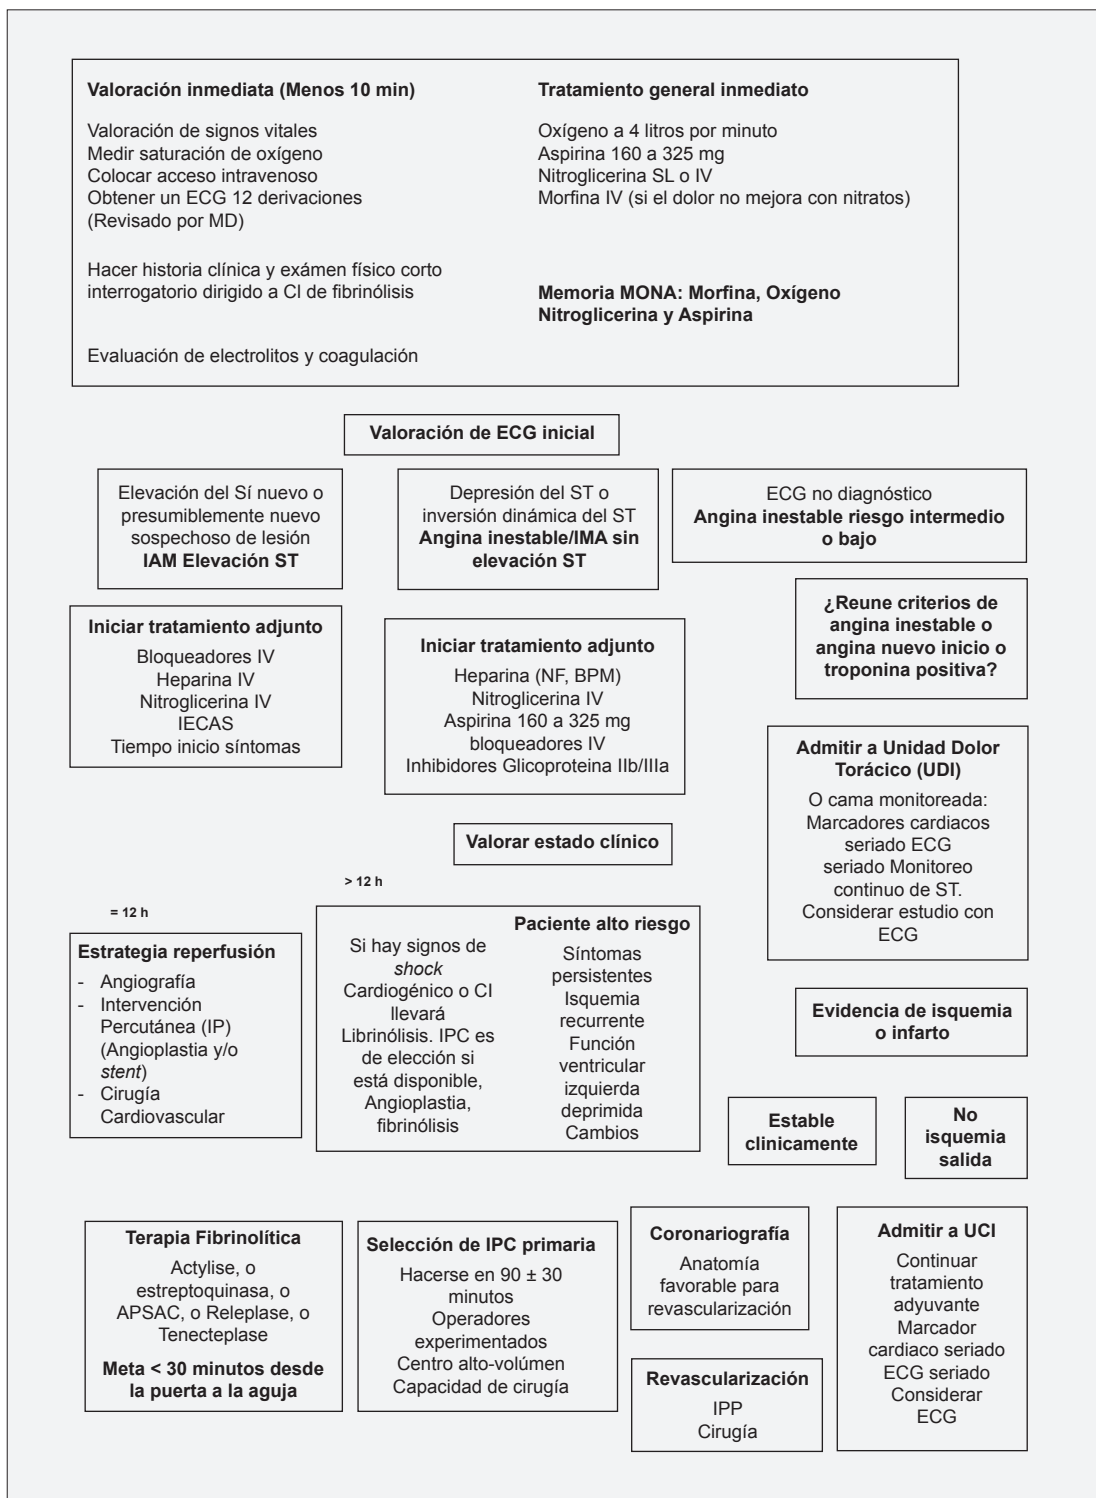 Valoración inmediata (Menos 10 min)
Valoración de signos vitales
Medir saturación de oxígeno
Colocar acceso intravenoso
Obtener un ECG 12 derivaciones
(Revisado por MD)
Hacer historia clínica y exámen físico corto
interrogatorio dirigido a CI de fibrinólisis
Evaluación de electrolitos y coagulación
Tratamiento general inmediato
Oxígeno a 4 litros por minuto
Aspirina 160 a 325 mg
Nitroglicerina SL o IV
Morfina IV (si el dolor no mejora con nitratos)
Memoria MONA: Morfina, Oxígeno
Nitroglicerina y Aspirina
Valoración de ECG inicial
Elevación del Sí nuevo o
presumiblemente nuevo
sospechoso de lesión
IAM Elevación ST
Depresión del ST o
inversión dinámica del ST
Angina inestable/IMA sin
elevación ST
ECG no diagnóstico
Angina inestable riesgo intermedio
o bajo
Iniciar tratamiento adjunto
Bloqueadores IV
Heparina IV
Nitroglicerina IV
IECAS
Tiempo inicio síntomas
Iniciar tratamiento adjunto
Heparina (NF, BPM)
Nitroglicerina IV
Aspirina 160 a 325 mg
bloqueadores IV
Inhibidores Glicoproteina IIb/IIIa
¿Reune criterios de
angina inestable o
angina nuevo inicio o
troponina positiva?
Admitir a Unidad Dolor
Torácico (UDI)
O cama monitoreada:
Marcadores cardiacos
seriado ECG
seriado Monitoreo
continuo de ST.
Considerar estudio con
ECG
Valorar estado clínico
> 12 h
= 12 h
Estrategia reperfusión
- Angiografía
- Intervención
Percutánea (IP)
(Angioplastia y/o
stent)
- Cirugía
Cardiovascular
Si hay signos de
shock
Cardiogénico o CI
llevará
Librinólisis. IPC es
de elección si
está disponible,
Angioplastia,
fibrinólisis
Paciente alto riesgo
Síntomas
persistentes
Isquemia
recurrente
Función
ventricular
izquierda
deprimida
Cambios
Evidencia de isquemia
o infarto
Estable
clinicamente
No
isquemia
salida
Terapia Fibrinolítica
Actylise, o
estreptoquinasa, o
APSAC, o Releplase, o
Tenecteplase
Meta < 30 minutos desde
la puerta a la aguja
Selección de IPC primaria
Hacerse en 90 ± 30
minutos
Operadores
experimentados
Centro alto-volúmen
Capacidad de cirugía
Coronariografía
Anatomía
favorable para
revascularización
Revascularización
IPP
Cirugía
Admitir a UCI
Continuar
tratamiento
adyuvante
Marcador
cardiaco seriado
ECG seriado
Considerar
ECG